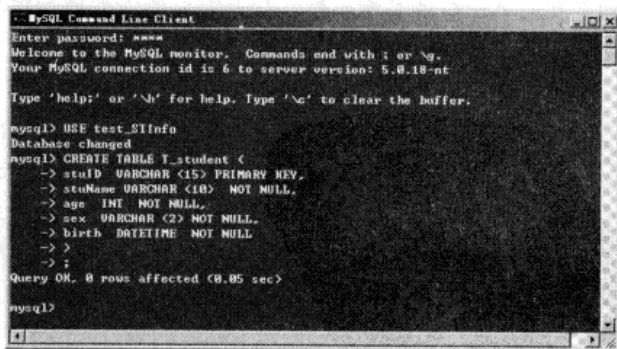 MySQL Command Line Client
Enter password: ****
Welcome to the MySQL monitor.  Commands end with ; or \g.
Your MySQL connection id is 6 to server version: 5.0.18-nt
Type 'help;' or '\h' for help. Type '\c' to clear the buffer.
mysql> USE test_STInfo
Database changed
mysql> CREATE TABLE T_student (
    -> stuID  VARCHAR (15) PRIMARY KEY,
    -> stuName VARCHAR (10)  NOT NULL,
    -> age  INT  NOT NULL,
    -> sex  VARCHAR (2) NOT NULL,
    -> birth  DATETIME  NOT NULL
    -> )
    -> ;
Query OK, 0 rows affected (0.05 sec)
mysql>